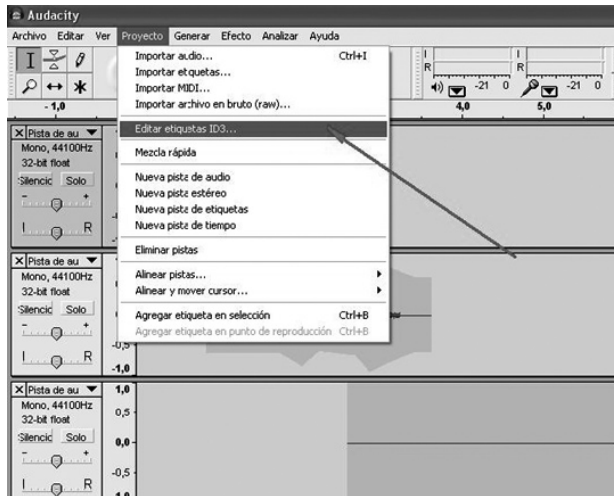 Audacity
Archivo Editar Ver Proyecto Generar Efecto Analizar Ayuda
Importar audio... Ctrl+I
Importar etiquetas...
Importar MIDI...
Importar archivo en bruto (raw)...
Editar etiquetas ID3...
Mezcla rápida
Nueva pista de audio
Nueva pista estéreo
Nueva pista de etiquetas
Nueva pista de tiempo
Eliminar pistas
Alinear pistas...
Alinear y mover cursor...
Agregar etiqueta en selección Ctrl+B
Agregar etiqueta en punto de reproducción Ctrl+B
L L
R R
-21 0 -21 0
-1,0 4,0 5,0
Pista de au
Mono, 44100Hz
32-bit float
Silencic Solo
- +
L R
Pista de au
Mono, 44100Hz
32-bit float
Silencic Solo
- +
L R
-0,5
-1,0
Pista de au
Mono, 44100Hz
32-bit float
Silencic Solo
- +
L R
1,0
0,5
0,0
-0,5
-1,0